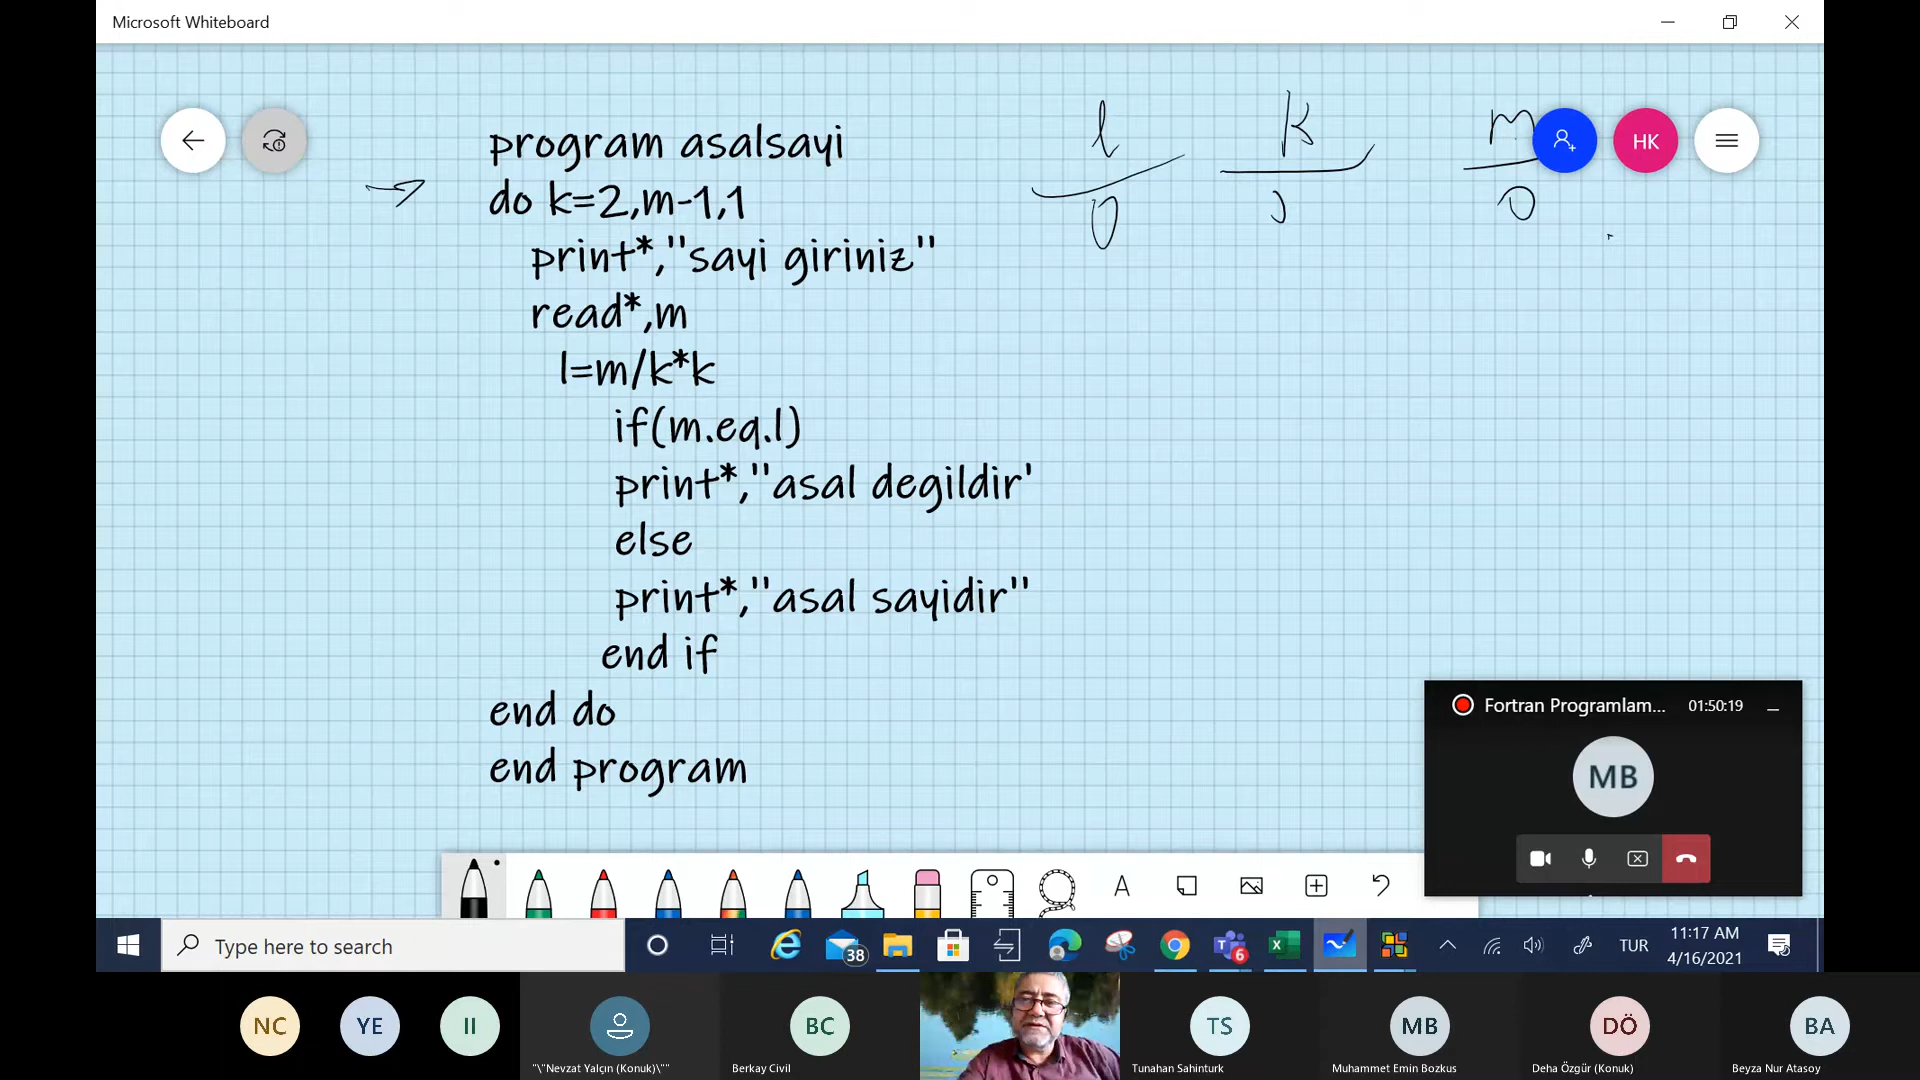 Microsoft Whiteboard
l k m
0 0 0
HK
program asalsayi
do k=2,m-1,1
print*,"sayi giriniz"
read*,m
l=m/k*k
if(m.eq.l)
print*,"asal degildir'
else
print*,"asal sayidir"
end if
end do
end program
Fortran Programlam... 01:50:19
MB
A
Type here to search
38
6
TUR
11:17 AM
4/16/2021
NC YE II BC TS MB DÖ BA
"\"Nevzat Yalçın (Konuk)\""
Berkay Civil
Tunahan Sahinturk
Muhammet Emin Bozkus
Deha Özgür (Konuk)
Beyza Nur Atasoy